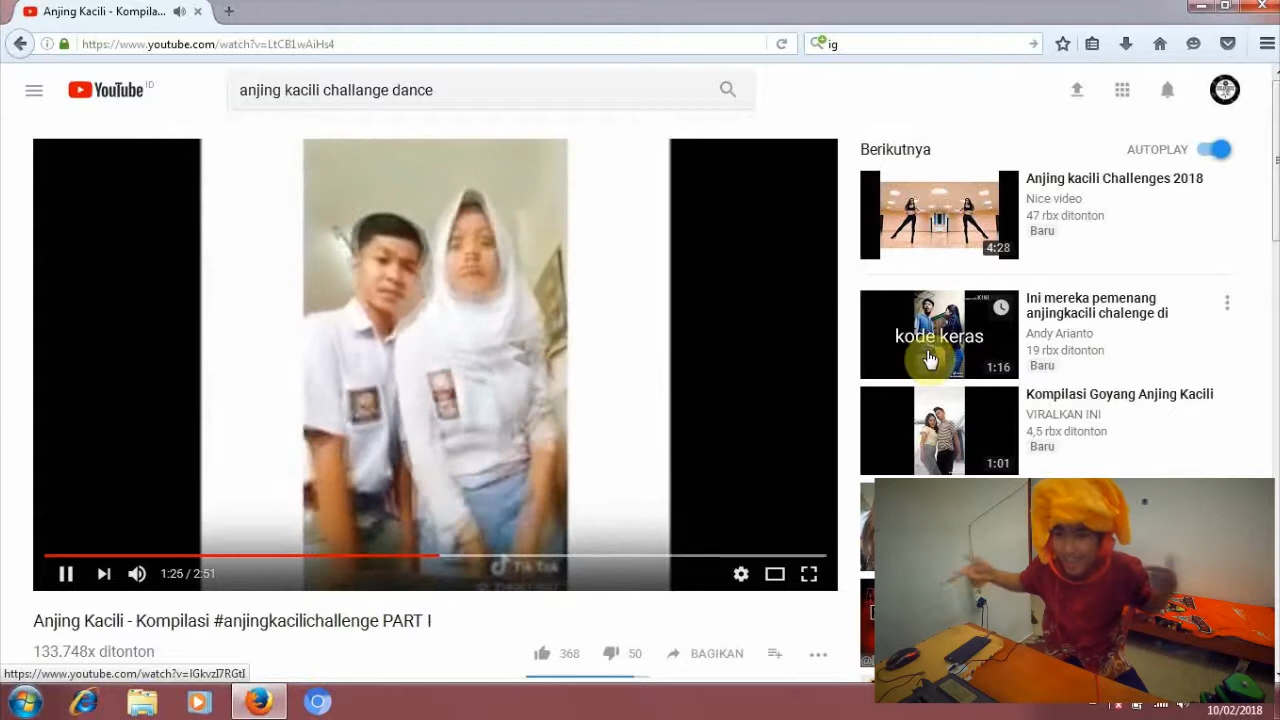 Anjing Kacili - Kompila...
https://www.youtube.com/watch?v=LtCB1wAiHs4
ig
YouTube ID
anjing kacili challange dance
Berikutnya
AUTOPLAY
Anjing kacili Challenges 2018
Nice video
47 rbx ditonton
Baru
4:28
Ini mereka pemenang
anjingkacili chalenge di
Andy Arianto
19 rbx ditonton
Baru
kode keras
1:16
Kompilasi Goyang Anjing Kacili
VIRALKAN INI
4,5 rbx ditonton
Baru
1:01
Tik Tok
1:25 / 2:51
Anjing Kacili - Kompilasi #anjingkacilichallenge PART I
133.748x ditonton
368
50
BAGIKAN
https://www.youtube.com/watch?v=IGkvzI7RGtI
10/02/2018